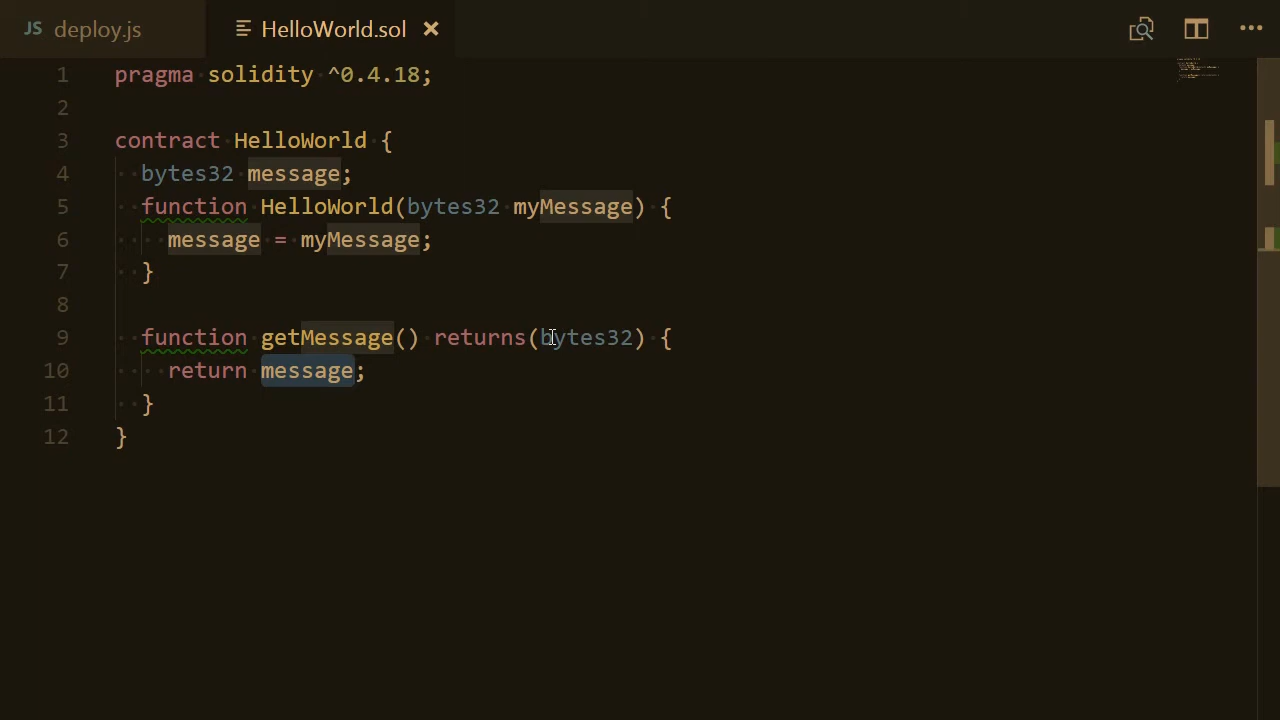 JS deploy.js HelloWorld.sol
1 pragma solidity ^0.4.18;
2
3 contract HelloWorld {
4 bytes32 message;
5 function HelloWorld(bytes32 myMessage) {
6 message = myMessage;
7 }
8
9 function getMessage() returns(bytes32) {
10 return message;
11 }
12 }